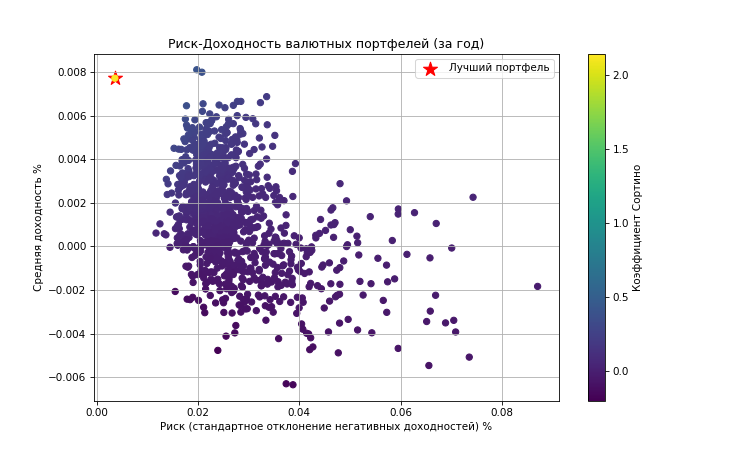 Риск-Доходность валютных портфелей (за год)
Лучший портфель
Средняя доходность %
0.008
0.006
0.004
0.002
0.000
−0.002
−0.004
−0.006
0.00 0.02 0.04 0.06 0.08
Риск (стандартное отклонение негативных доходностей) %
2.0
1.5
1.0
0.5
0.0
Коэффициент Сортино